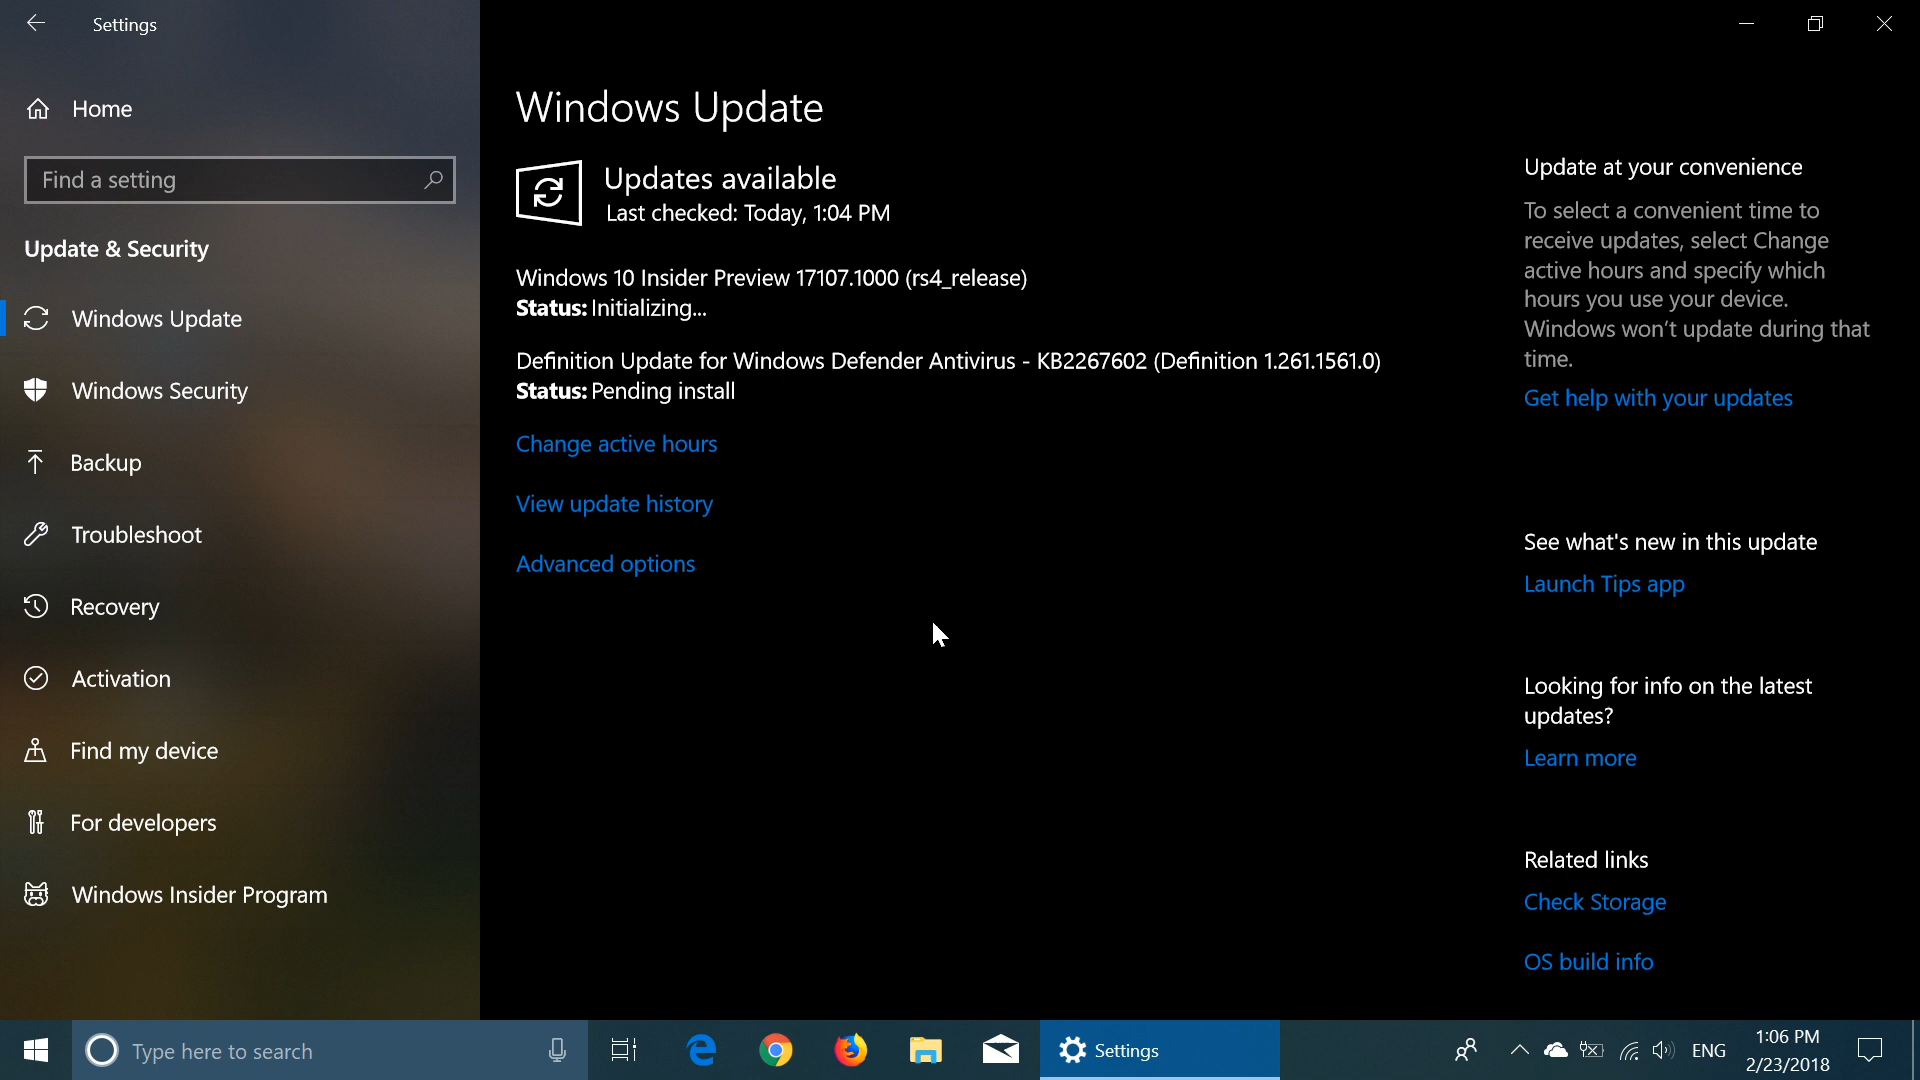 Settings
Home
Find a setting
Update & Security
Windows Update
Windows Security
Backup
Troubleshoot
Recovery
Activation
Find my device
For developers
Windows Insider Program
Windows Update
Updates available
Last checked: Today, 1:04 PM
Windows 10 Insider Preview 17107.1000 (rs4_release)
Status: Initializing...
Definition Update for Windows Defender Antivirus - KB2267602 (Definition 1.261.1561.0)
Status: Pending install
Change active hours
View update history
Advanced options
Update at your convenience
To select a convenient time to
receive updates, select Change
active hours and specify which
hours you use your device.
Windows won't update during that
time.
Get help with your updates
See what's new in this update
Launch Tips app
Looking for info on the latest
updates?
Learn more
Related links
Check Storage
OS build info
Type here to search
Settings
ENG
1:06 PM
2/23/2018